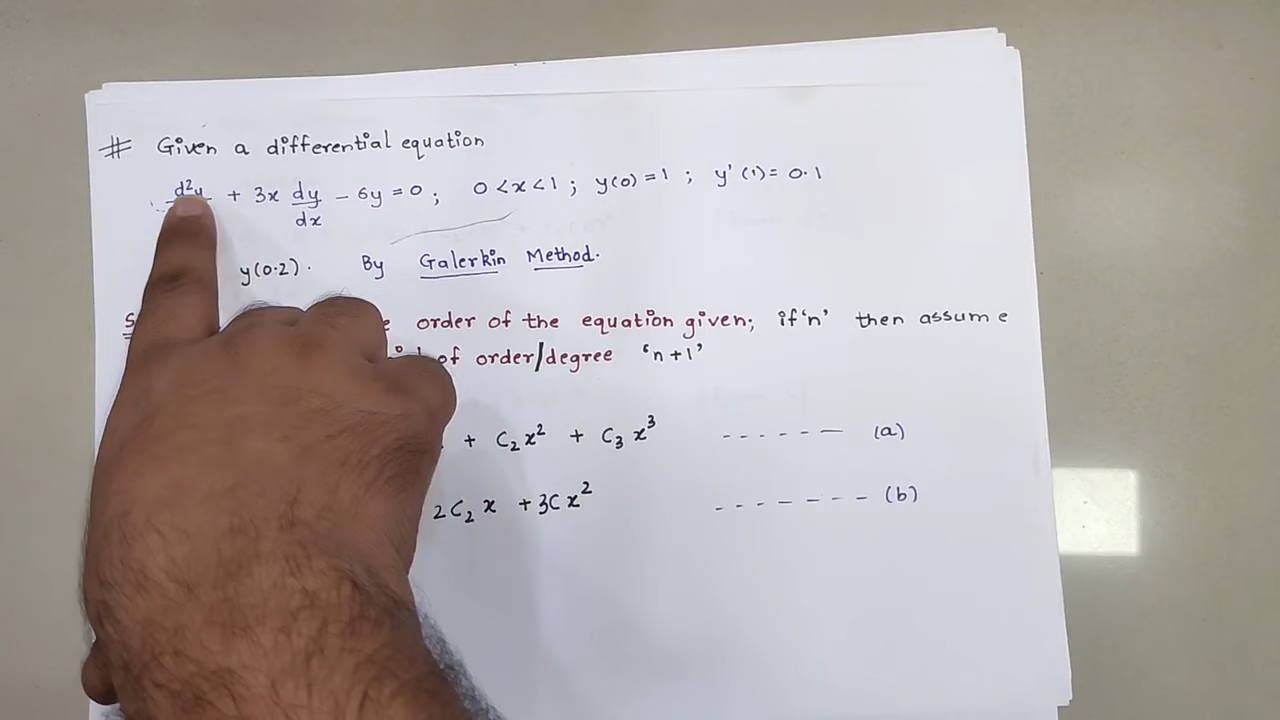 # Given a differential equation
d²y + 3x dy/dx - 6y = 0 ; 0 < x < 1 ; y(0) = 1 ; y'(1) = 0.1
y(0.2). By Galerkin Method.
order of the equation given; if 'n' then assume
of order/degree 'n+1'
+ C₂x² + C₃x³ ------ (a)
2C₂x + 3Cx² ------- (b)